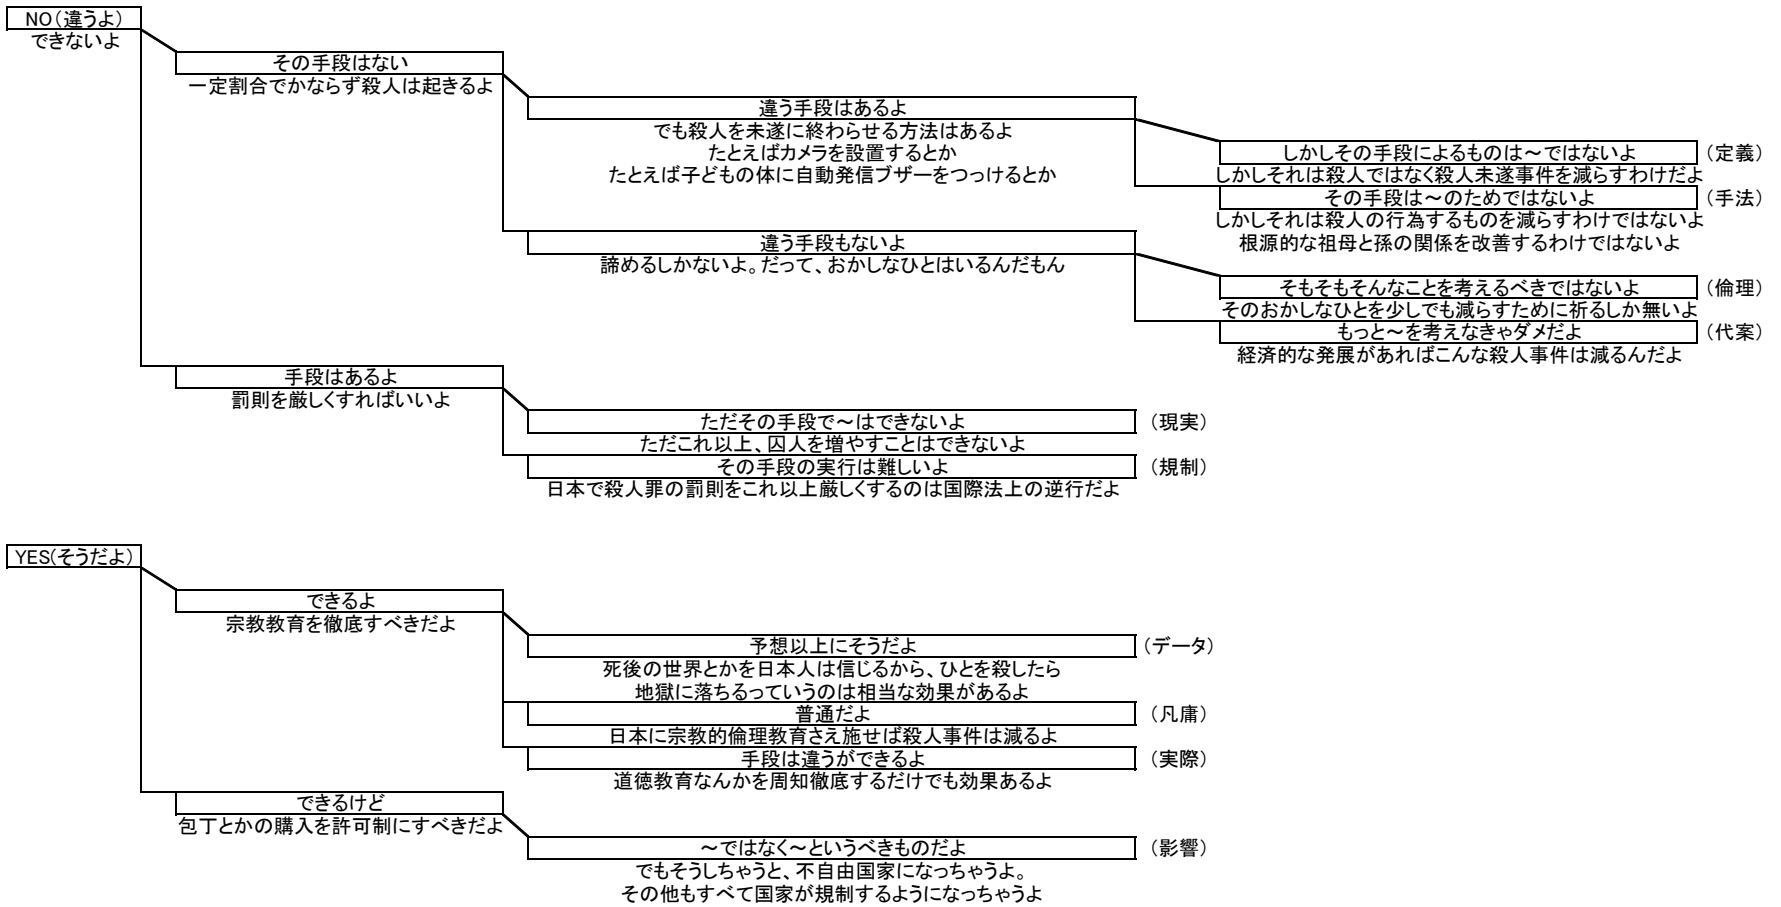 NO(違うよ)
できないよ
その手段はない
一定割合でかならず殺人は起きるよ
違う手段はあるよ
でも殺人を未遂に終わらせる方法はあるよ
たとえばカメラを設置するとか
たとえば子どもの体に自動発信ブザーをつっけるとか
しかしその手段によるものは～ではないよ (定義)
しかしそれは殺人ではなく殺人未遂事件を減らすわけだよ
その手段は～のためではないよ (手法)
しかしそれは殺人の行為するものを減らすわけではないよ
根源的な祖母と孫の関係を改善するわけではないよ
違う手段もないよ
諦めるしかないよ。だって、おかしなひとはいるんだもん
そもそもそんなことを考えるべきではないよ (倫理)
そのおかしなひとを少しでも減らすために祈るしか無いよ
もっと～を考えなきゃダメだよ (代案)
経済的な発展があればこんな殺人事件は減るんだよ
手段はあるよ
罰則を厳しくすればいいよ
ただその手段で～はできないよ (現実)
ただこれ以上、囚人を増やすことはできないよ
その手段の実行は難しいよ (規制)
日本で殺人罪の罰則をこれ以上厳しくするのは国際法上の逆行だよ
YES(そうだよ)
できるよ
宗教教育を徹底すべきだよ
予想以上にそうだよ (データ)
死後の世界とかを日本人は信じるから、ひとを殺したら
地獄に落ちるっていうのは相当な効果があるよ
普通だよ (凡庸)
日本に宗教的倫理教育さえ施せば殺人事件は減るよ
手段は違うができるよ (実際)
道徳教育なんかを周知徹底するだけでも効果あるよ
できるけど
包丁とかの購入を許可制にすべきだよ
～ではなく～というべきものだよ (影響)
でもそうしちゃうと、不自由国家になっちゃうよ。
その他もすべて国家が規制するようになっちゃうよ